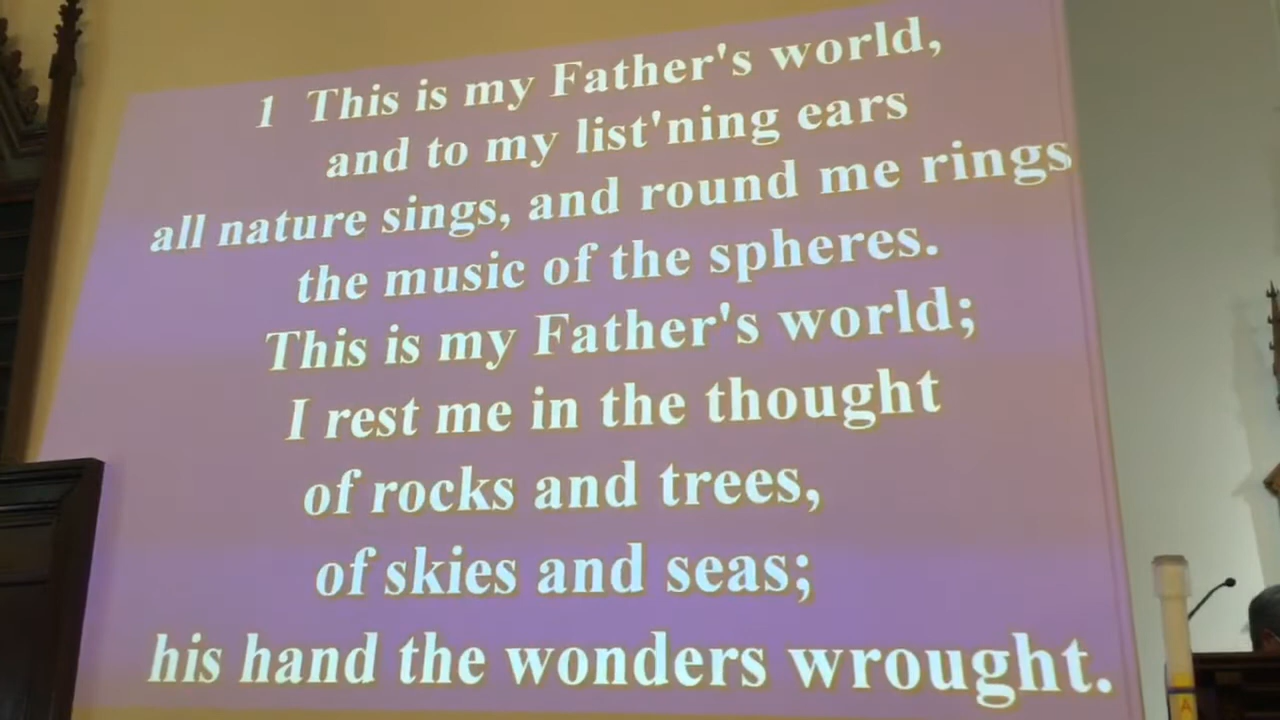 1 This is my Father's world,
and to my list'ning ears
all nature sings, and round me rings
the music of the spheres.
This is my Father's world;
I rest me in the thought
of rocks and trees,
of skies and seas;
his hand the wonders wrought.
A